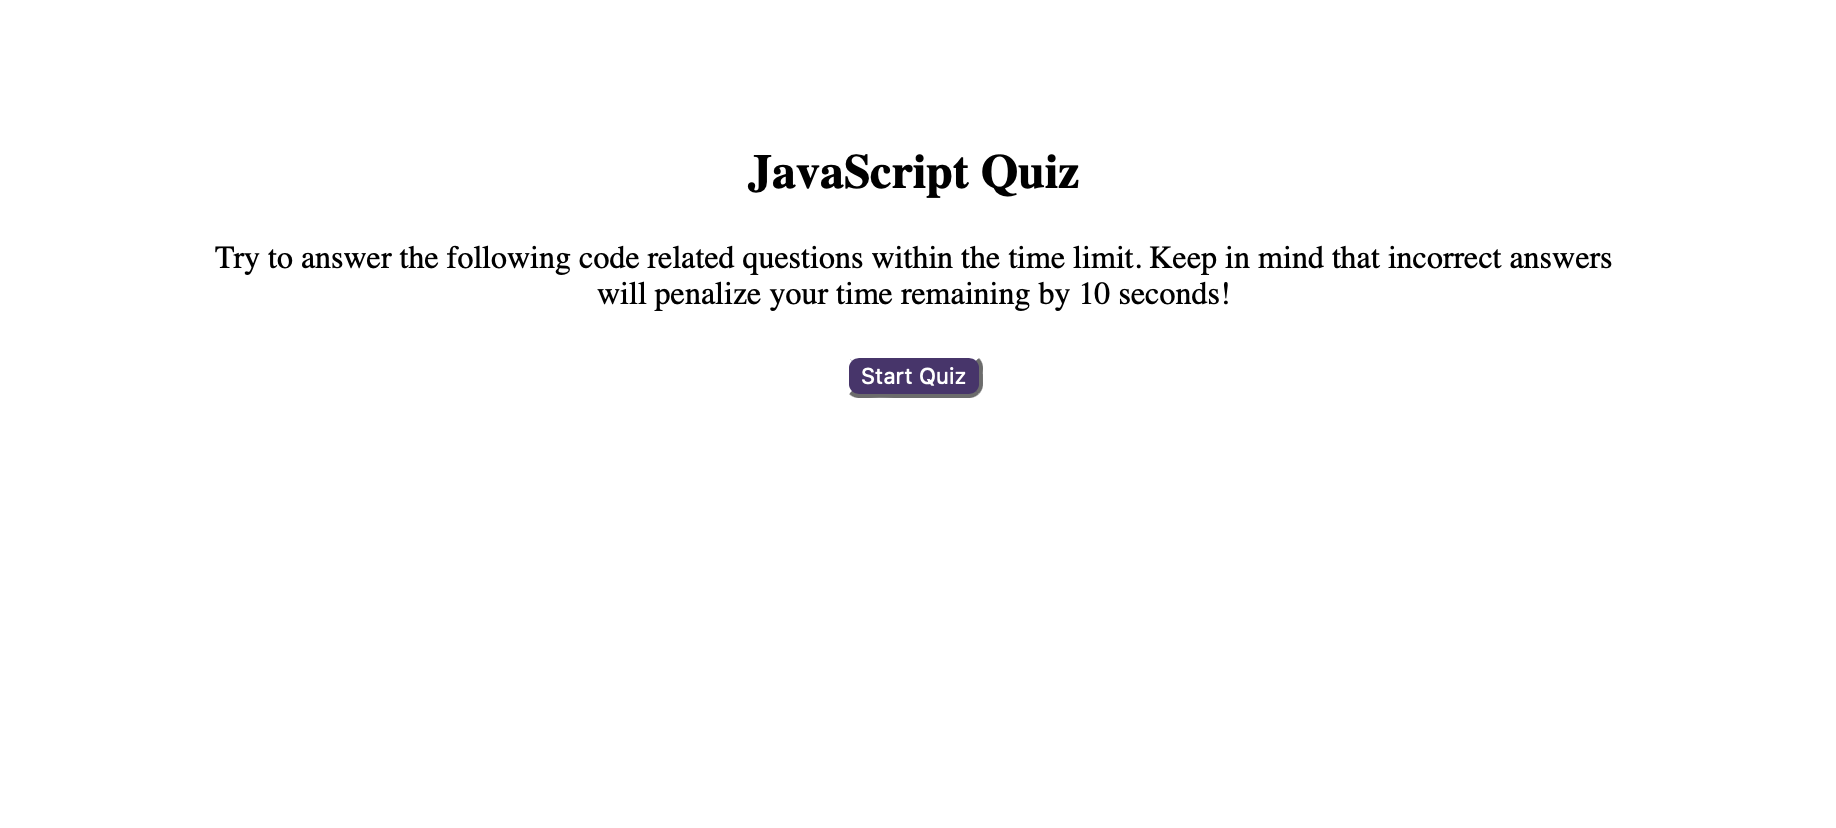 JavaScript Quiz
Try to answer the following code related questions within the time limit. Keep in mind that incorrect answers
will penalize your time remaining by 10 seconds!
Start Quiz